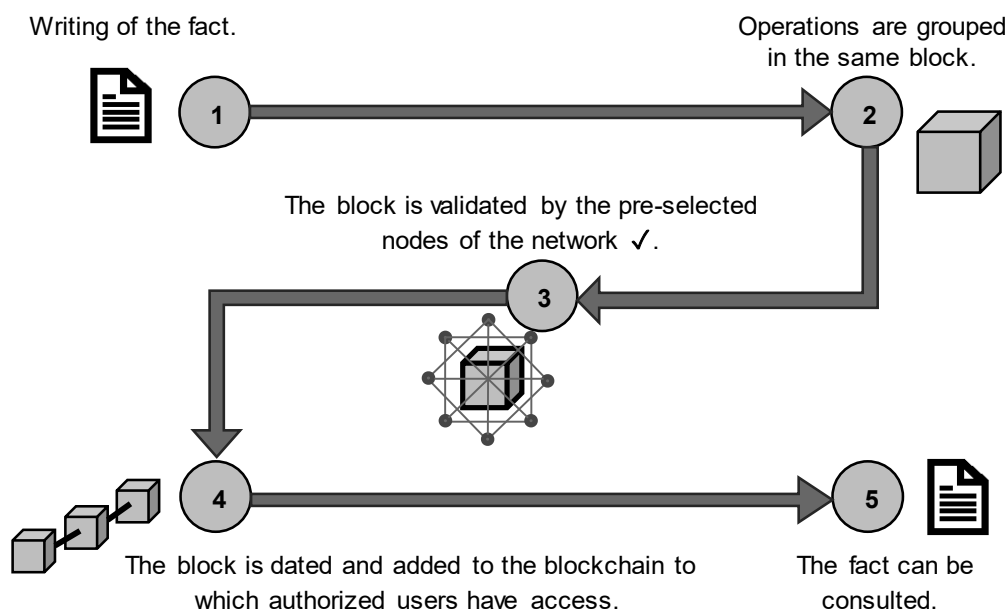 Writing of the fact.
Operations are grouped
in the same block.
1
2
The block is validated by the pre-selected
nodes of the network ✓.
3
4
5
The block is dated and added to the blockchain to
which authorized users have access.
The fact can be
consulted.